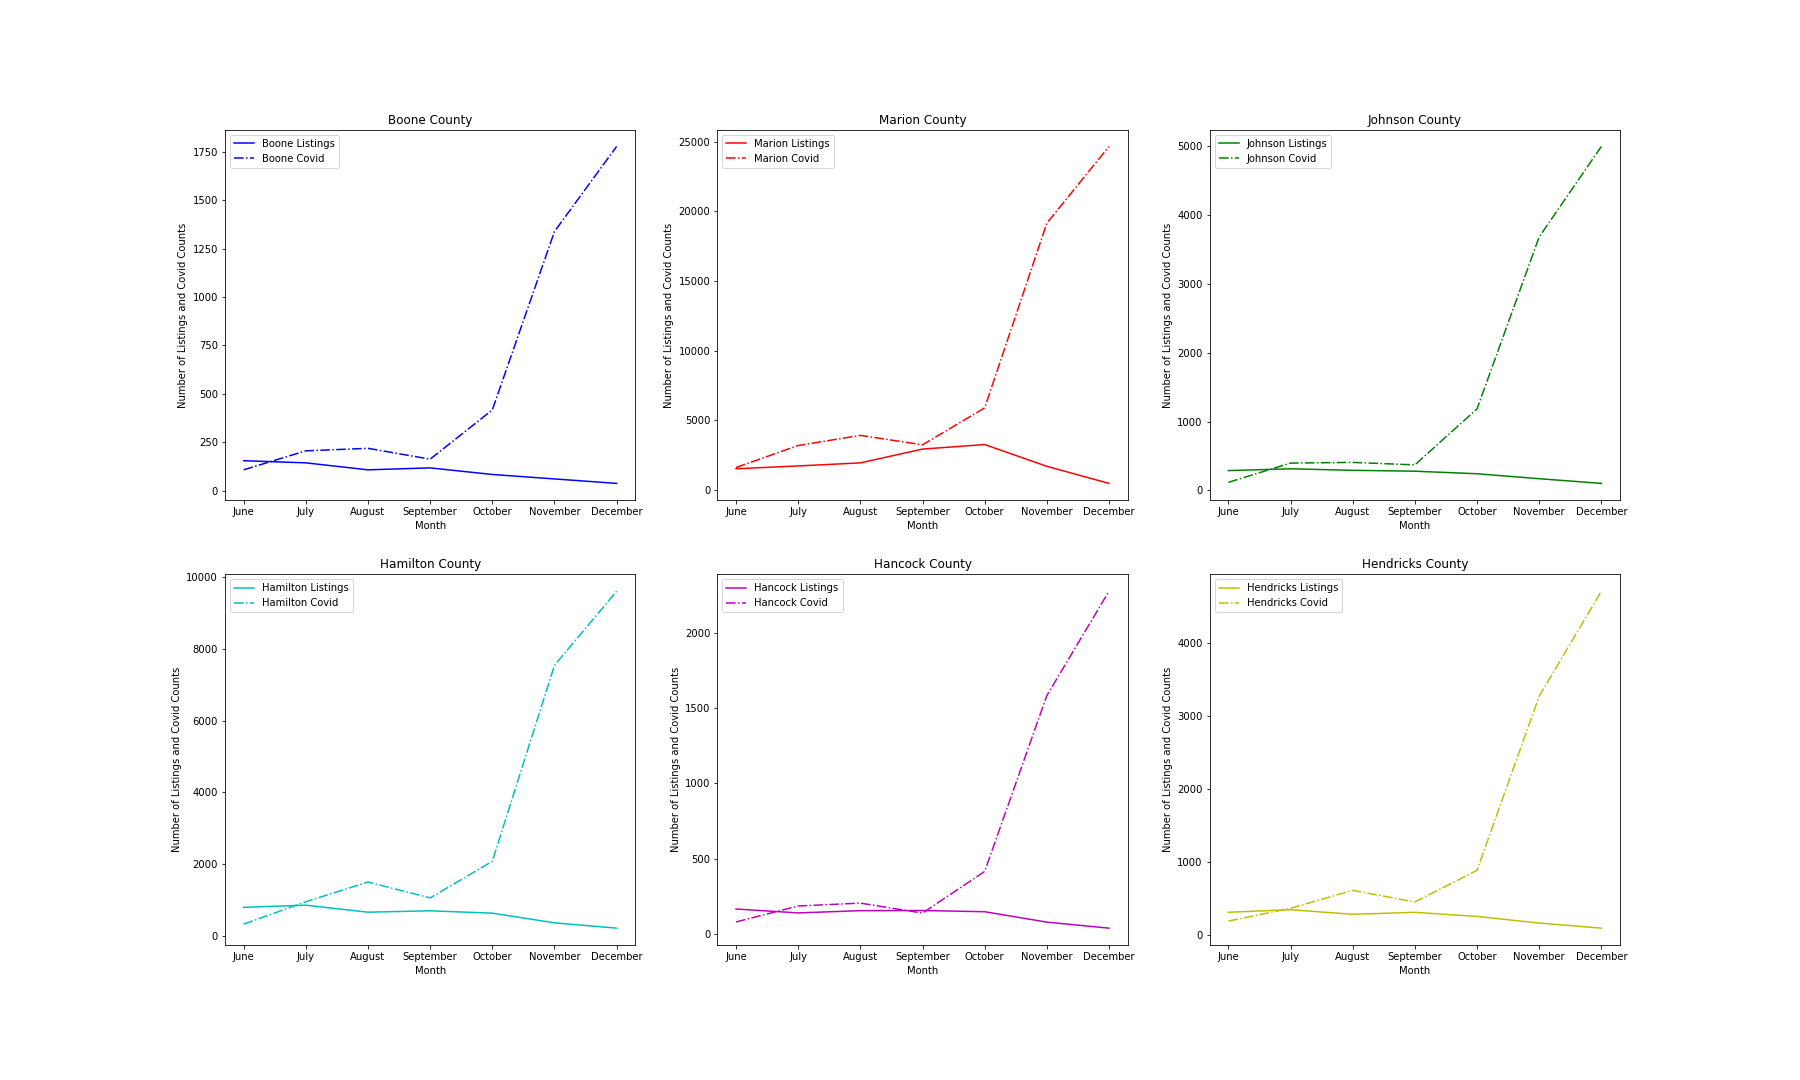 Boone County
Boone Listings
Boone Covid
Number of Listings and Covid Counts
1750
1500
1250
1000
750
500
250
0
June July August September October November December
Month
Marion County
Marion Listings
Marion Covid
Number of Listings and Covid Counts
25000
20000
15000
10000
5000
0
June July August September October November December
Month
Johnson County
Johnson Listings
Johnson Covid
Number of Listings and Covid Counts
5000
4000
3000
2000
1000
0
June July August September October November December
Month
Hamilton County
Hamilton Listings
Hamilton Covid
Number of Listings and Covid Counts
10000
8000
6000
4000
2000
0
June July August September October November December
Month
Hancock County
Hancock Listings
Hancock Covid
Number of Listings and Covid Counts
2000
1500
1000
500
0
June July August September October November December
Month
Hendricks County
Hendricks Listings
Hendricks Covid
Number of Listings and Covid Counts
4000
3000
2000
1000
0
June July August September October November December
Month